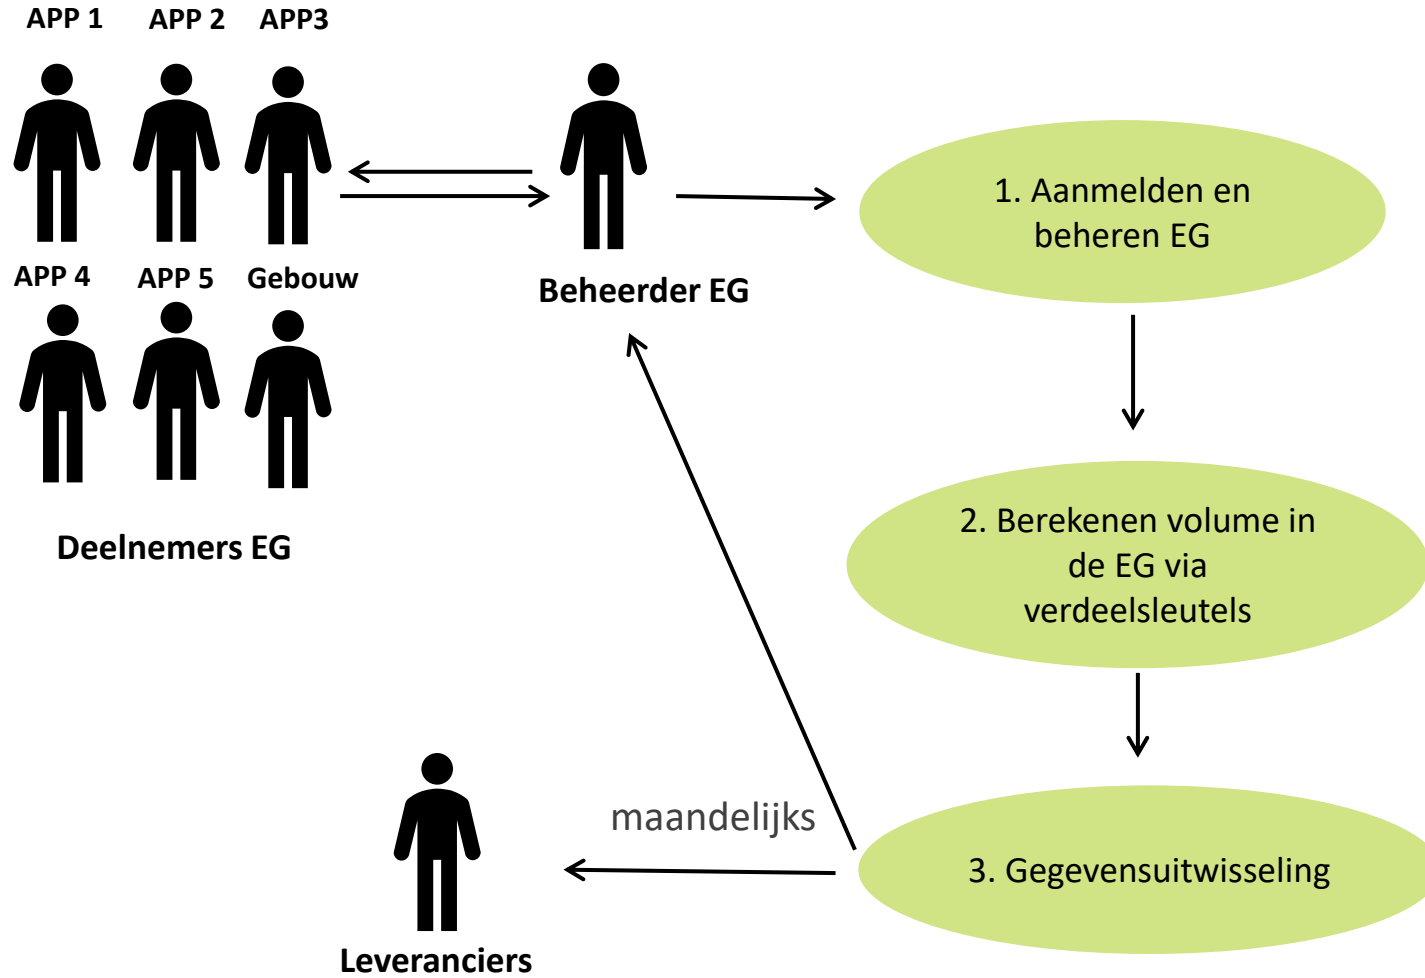 APP 1
APP 2
APP3
APP 4
APP 5
Gebouw
Deelnemers EG
Beheerder EG
1. Aanmelden en
beheren EG
2. Berekenen volume in
de EG via
verdeelsleutels
3. Gegevensuitwisseling
maandelijks
Leveranciers